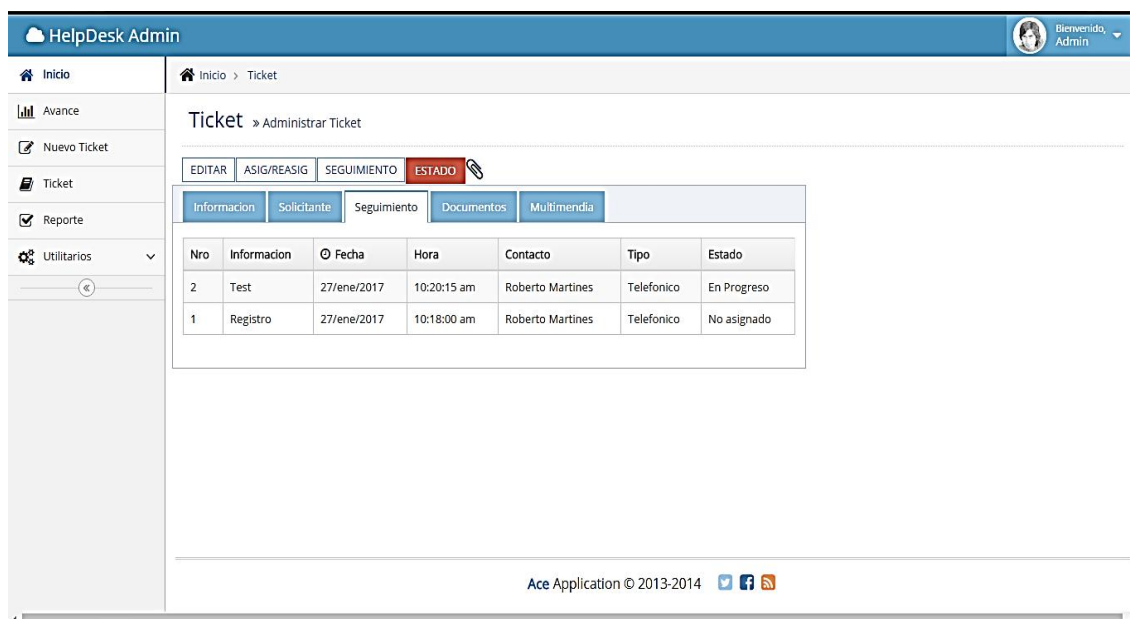 HelpDesk Admin
Bienvenido,
Admin
Inicio
Avance
Nuevo Ticket
Ticket
Reporte
Utilitarios
Inicio > Ticket
Ticket » Administrar Ticket
EDITAR ASIG/REASIG SEGUIMIENTO ESTADO
Informacion Solicitante Seguimiento Documentos Multimendia
Nro Informacion Fecha Hora Contacto Tipo Estado
2 Test 27/ene/2017 10:20:15 am Roberto Martines Telefonico En Progreso
1 Registro 27/ene/2017 10:18:00 am Roberto Martines Telefonico No asignado
Ace Application © 2013-2014